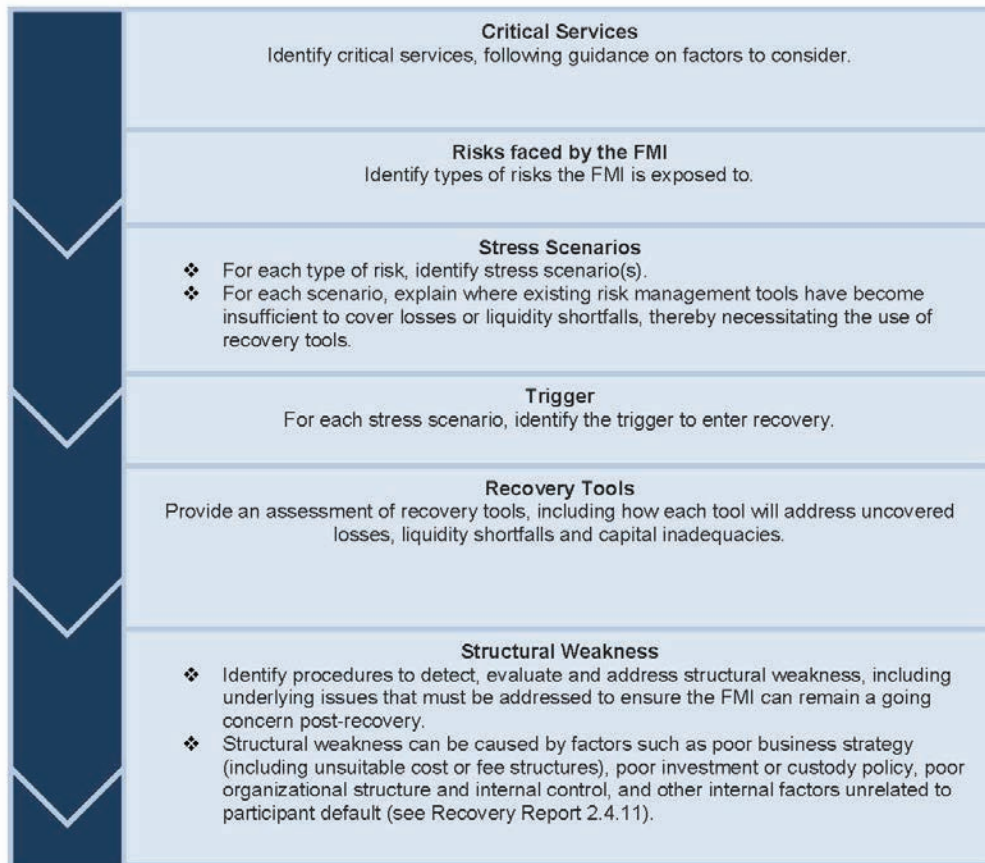 Critical Services
Identify critical services, following guidance on factors to consider.
Risks faced by the FMI
Identify types of risks the FMI is exposed to.
Stress Scenarios
❖ For each type of risk, identify stress scenario(s).
❖ For each scenario, explain where existing risk management tools have become
insufficient to cover losses or liquidity shortfalls, thereby necessitating the use of
recovery tools.
Trigger
For each stress scenario, identify the trigger to enter recovery.
Recovery Tools
Provide an assessment of recovery tools, including how each tool will address uncovered
losses, liquidity shortfalls and capital inadequacies.
Structural Weakness
❖ Identify procedures to detect, evaluate and address structural weakness, including
underlying issues that must be addressed to ensure the FMI can remain a going
concern post-recovery.
❖ Structural weakness can be caused by factors such as poor business strategy
(including unsuitable cost or fee structures), poor investment or custody policy, poor
organizational structure and internal control, and other internal factors unrelated to
participant default (see Recovery Report 2.4.11).